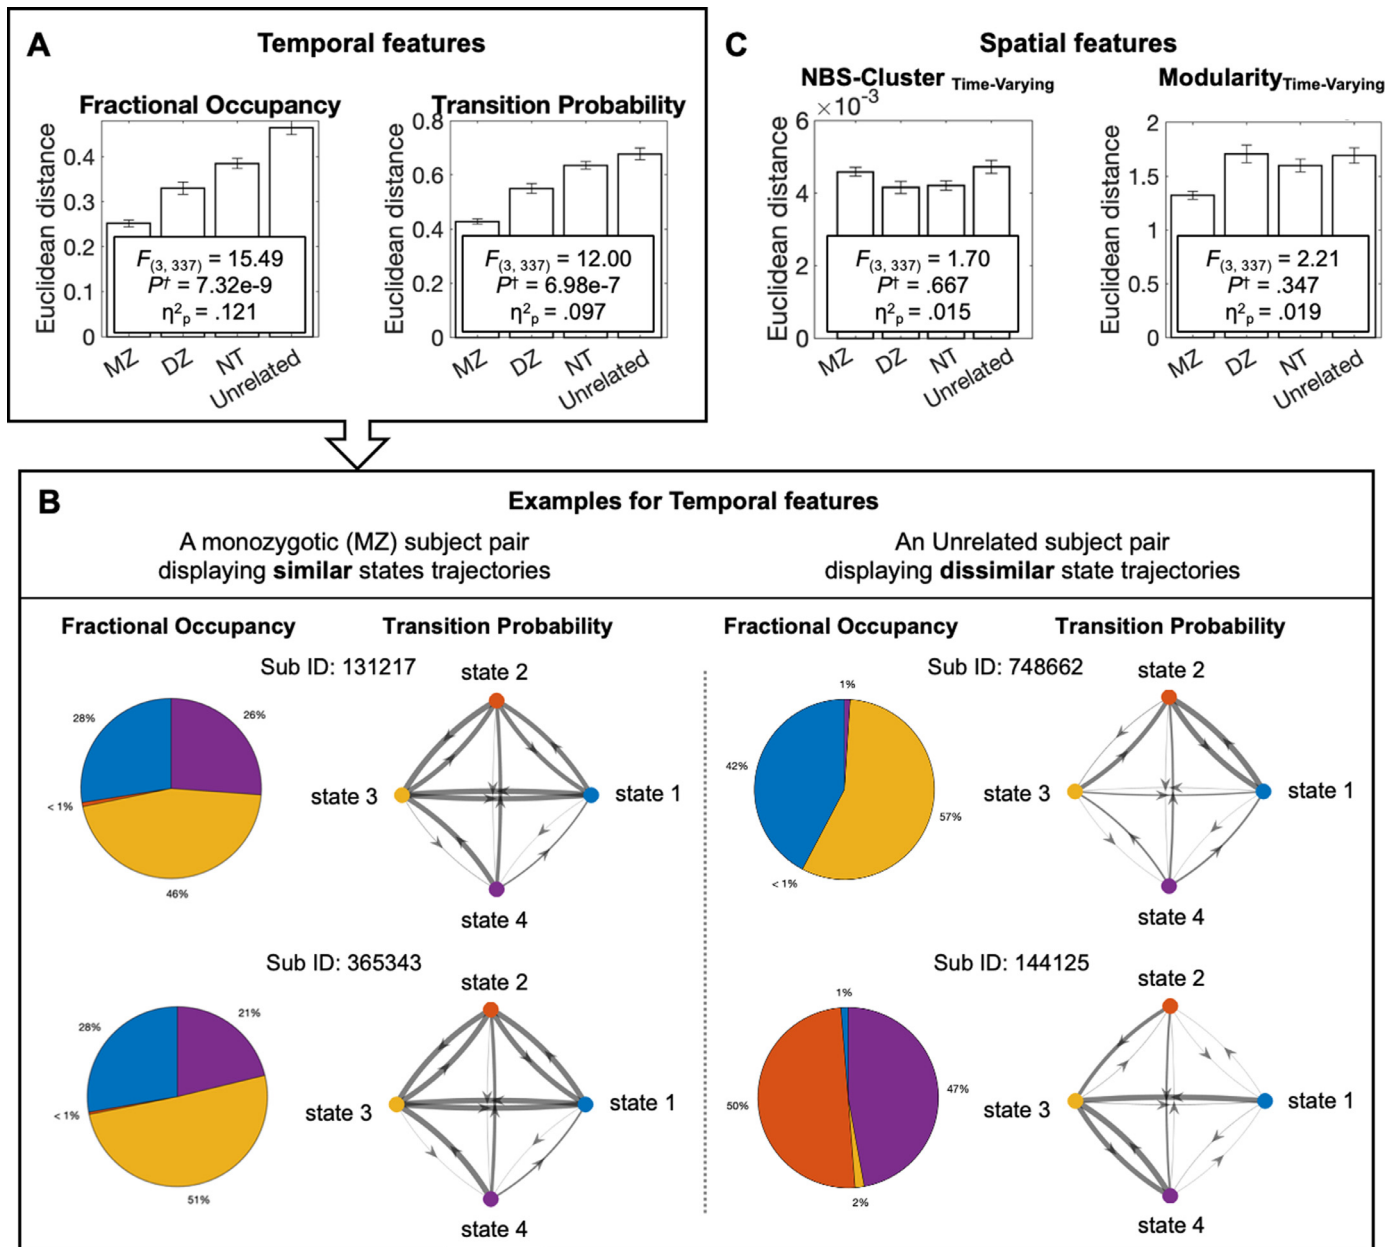 A
Temporal features
Fractional Occupancy
Euclidean distance
0.4
0.3
0.2
0.1
0
F(3, 337) = 15.49
P† = 7.32e-9
η²p = .121
MZ
DZ
NT
Unrelated
Transition Probability
Euclidean distance
0.8
0.6
0.4
0.2
0
F(3, 337) = 12.00
P† = 6.98e-7
η²p = .097
MZ
DZ
NT
Unrelated
C
Spatial features
NBS-Cluster Time-Varying
×10-3
Euclidean distance
6
4
2
0
F(3, 337) = 1.70
P† = .667
η²p = .015
MZ
DZ
NT
Unrelated
ModularityTime-Varying
Euclidean distance
2
1.5
1
0.5
0
F(3, 337) = 2.21
P† = .347
η²p = .019
MZ
DZ
NT
Unrelated
B
Examples for Temporal features
A monozygotic (MZ) subject pair
displaying similar states trajectories
An Unrelated subject pair
displaying dissimilar state trajectories
Fractional Occupancy
Transition Probability
Fractional Occupancy
Transition Probability
Sub ID: 131217
28%
26%
< 1%
46%
state 2
state 3
state 1
state 4
Sub ID: 748662
1%
42%
57%
< 1%
state 2
state 3
state 1
state 4
Sub ID: 365343
28%
21%
< 1%
51%
state 2
state 3
state 1
state 4
Sub ID: 144125
1%
50%
47%
2%
state 2
state 3
state 1
state 4